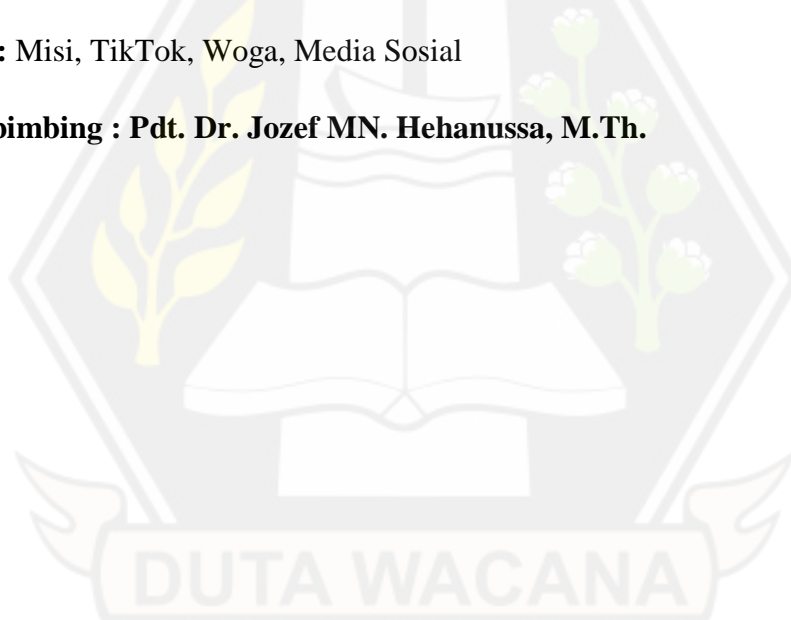 : Misi, TikTok, Woga, Media Sosial
bimbing : Pdt. Dr. Jozef MN. Hehanussa, M.Th.
DUTA WACANA